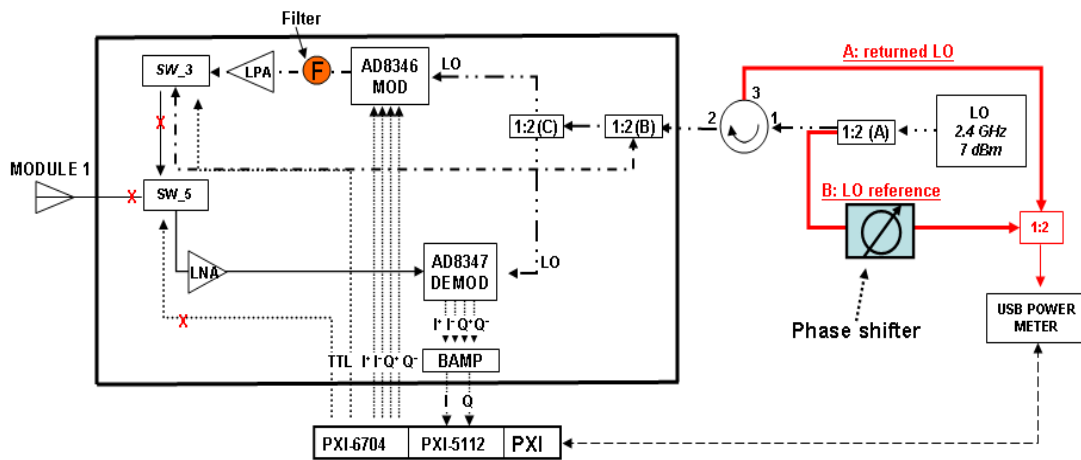 Filter
A: returned LO
SW_3
LPA
F
AD8346
MOD
LO
3
2
1
1:2(C)
1:2(B)
1:2 (A)
LO
2.4 GHz
7 dBm
X
MODULE 1
X
SW_5
B: LO reference
1:2
LNA
AD8347
DEMOD
LO
X
Phase shifter
USB POWER
METER
I⁺ I⁻ Q⁺ Q⁻
TTL
I⁺ I⁻ Q⁺ Q⁻
BAMP
I Q
PXI-6704
PXI-5112
PXI